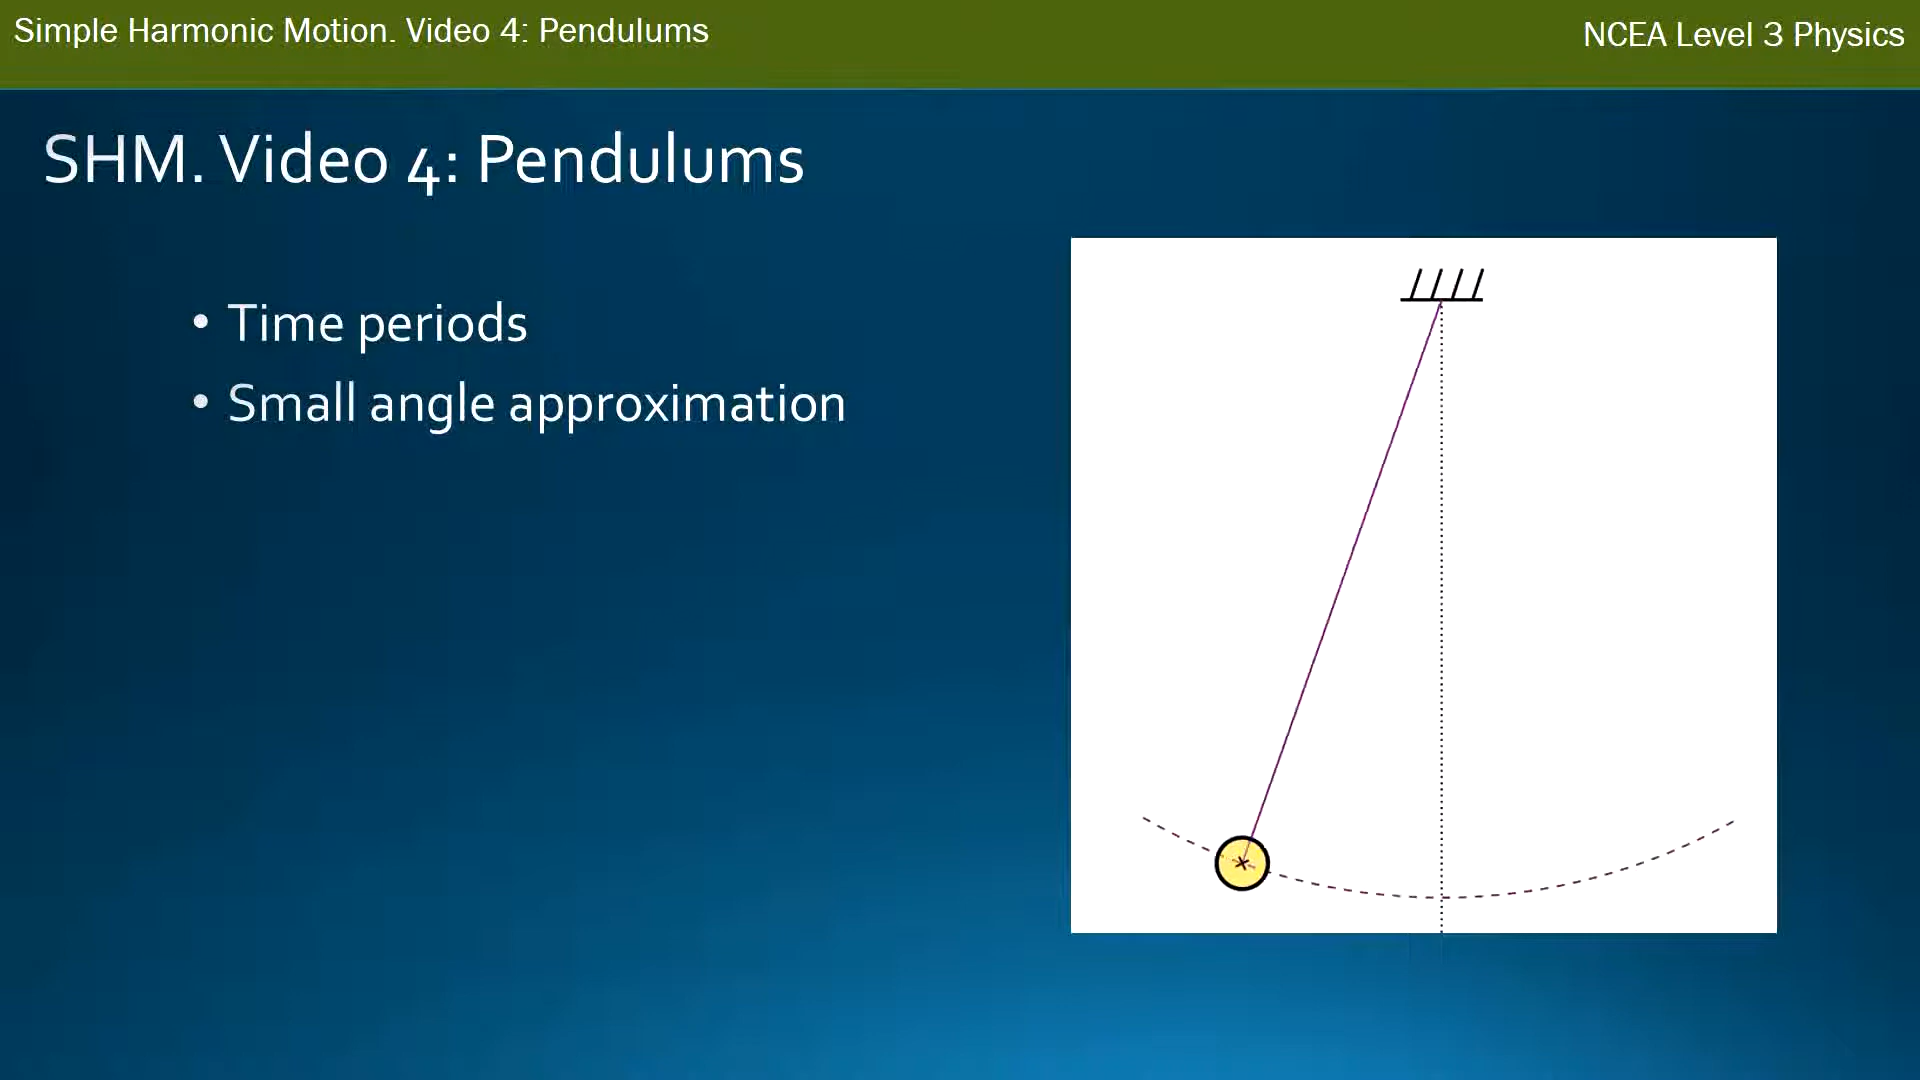 Simple Harmonic Motion. Video 4: Pendulums
NCEA Level 3 Physics
SHM. Video 4: Pendulums
• Time periods
• Small angle approximation